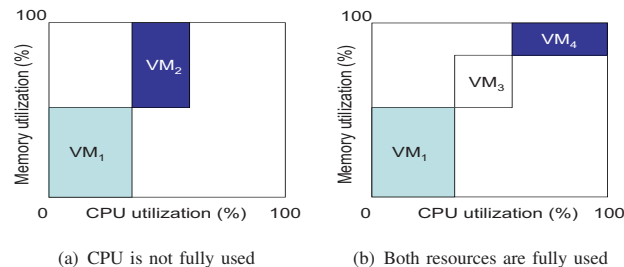 100
Memory utilization (%)
VM2
VM1
0
CPU utilization (%)
100
(a) CPU is not fully used
100
Memory utilization (%)
VM4
VM3
VM1
0
CPU utilization (%)
100
(b) Both resources are fully used